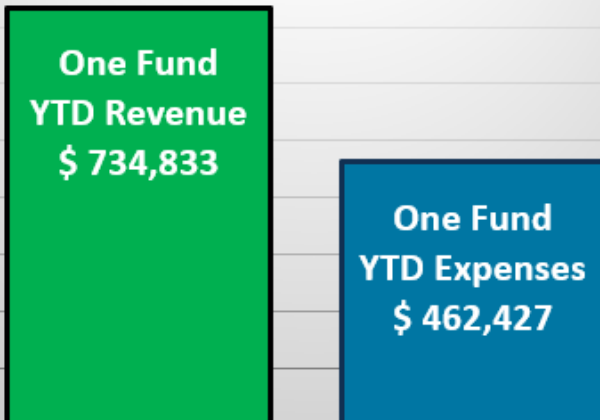 One Fund
YTD Revenue
$ 734,833
One Fund
YTD Expenses
$ 462,427